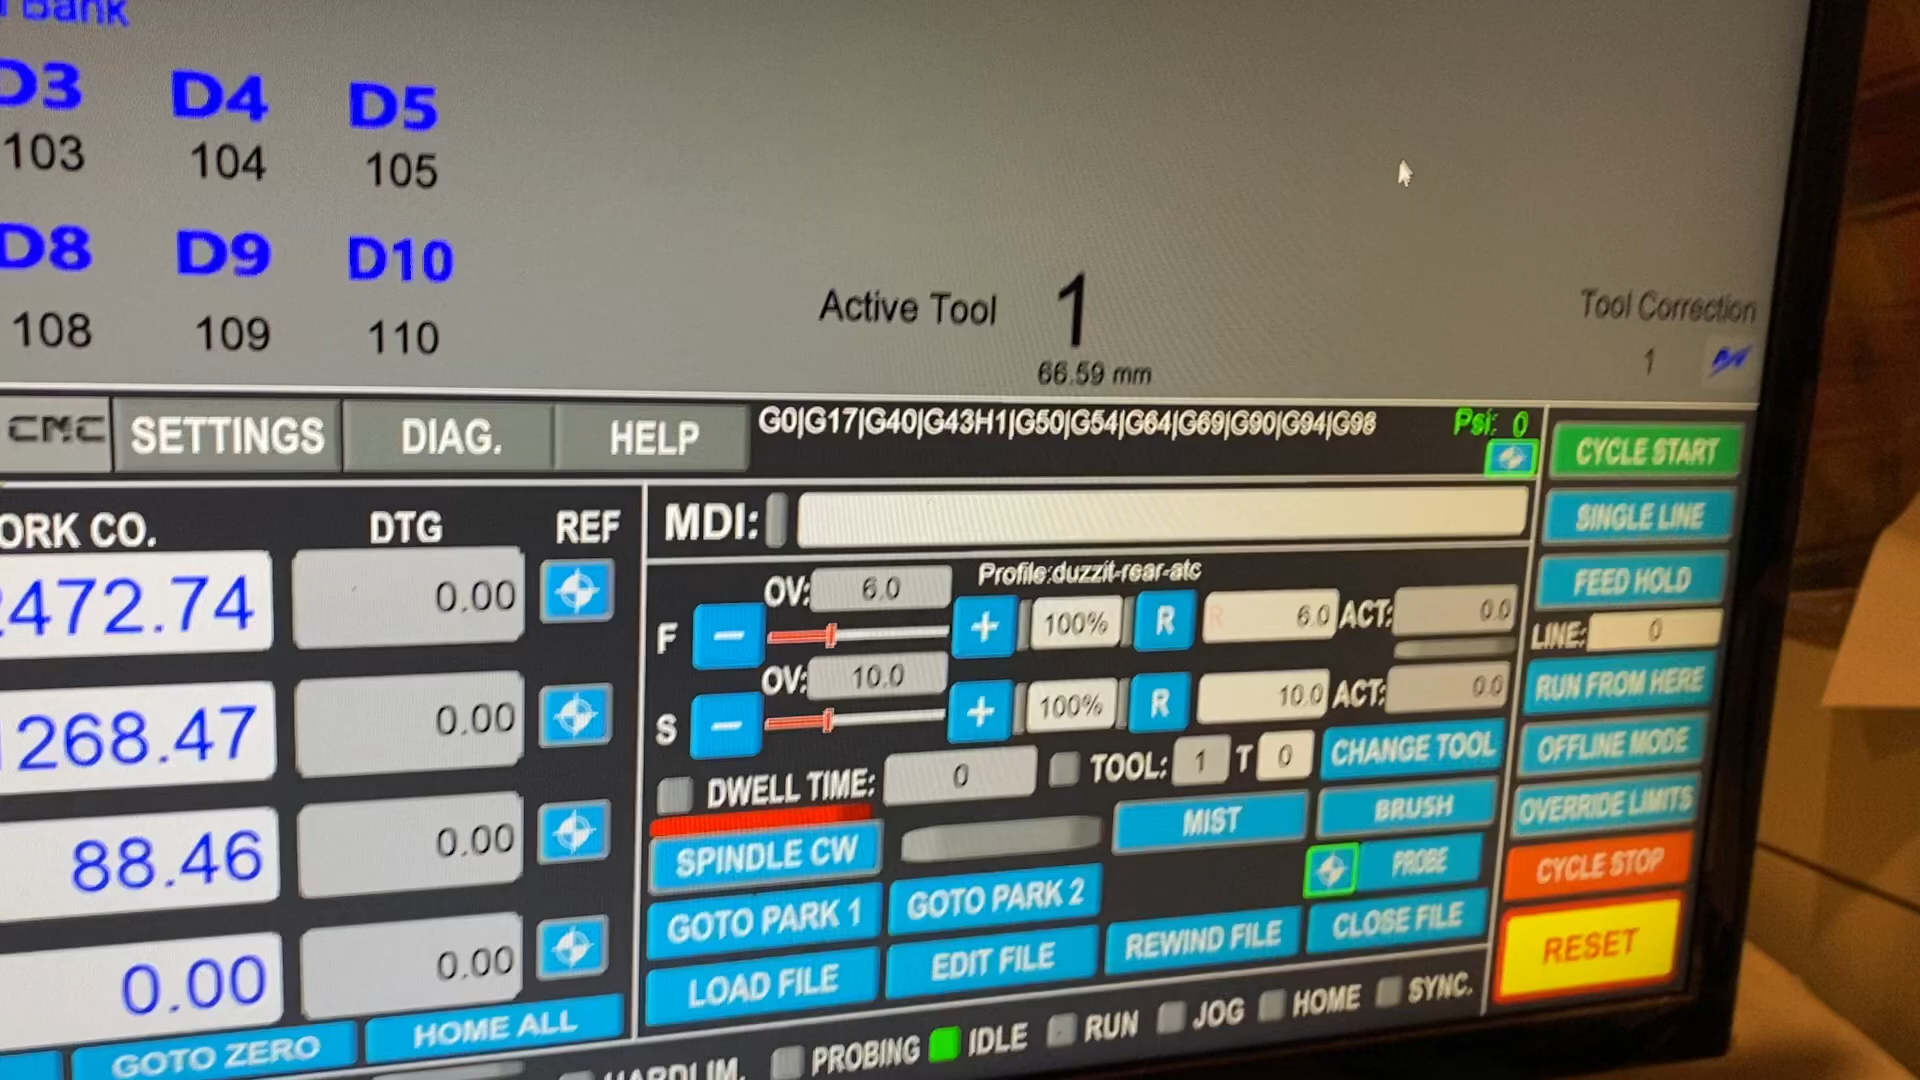 Bank
D3 D4 D5
103 104 105
D8 D9 D10
108 109 110
Active Tool 1
66.59 mm
Tool Correction
1
CMC SETTINGS DIAG. HELP
G0|G17|G40|G43H1|G50|G54|G64|G69|G90|G94|G98
Psi: 0
ORK CO. DTG REF
472.74 0.00
1268.47 0.00
88.46 0.00
0.00 0.00
GOTO ZERO HOME ALL
MDI:
Profile:duzzit-rear-atc
OV: 6.0
F − + 100% R 6.0 ACT: 0.0
OV: 10.0
S − + 100% R 10.0 ACT: 0.0
DWELL TIME: 0 TOOL: 1 T 0 CHANGE TOOL
SPINDLE CW MIST BRUSH
PROBE
GOTO PARK 1 GOTO PARK 2
LOAD FILE EDIT FILE REWIND FILE CLOSE FILE
HARDLIM. PROBING IDLE RUN JOG HOME SYNC.
CYCLE START
SINGLE LINE
FEED HOLD
LINE: 0
RUN FROM HERE
OFFLINE MODE
OVERRIDE LIMITS
CYCLE STOP
RESET